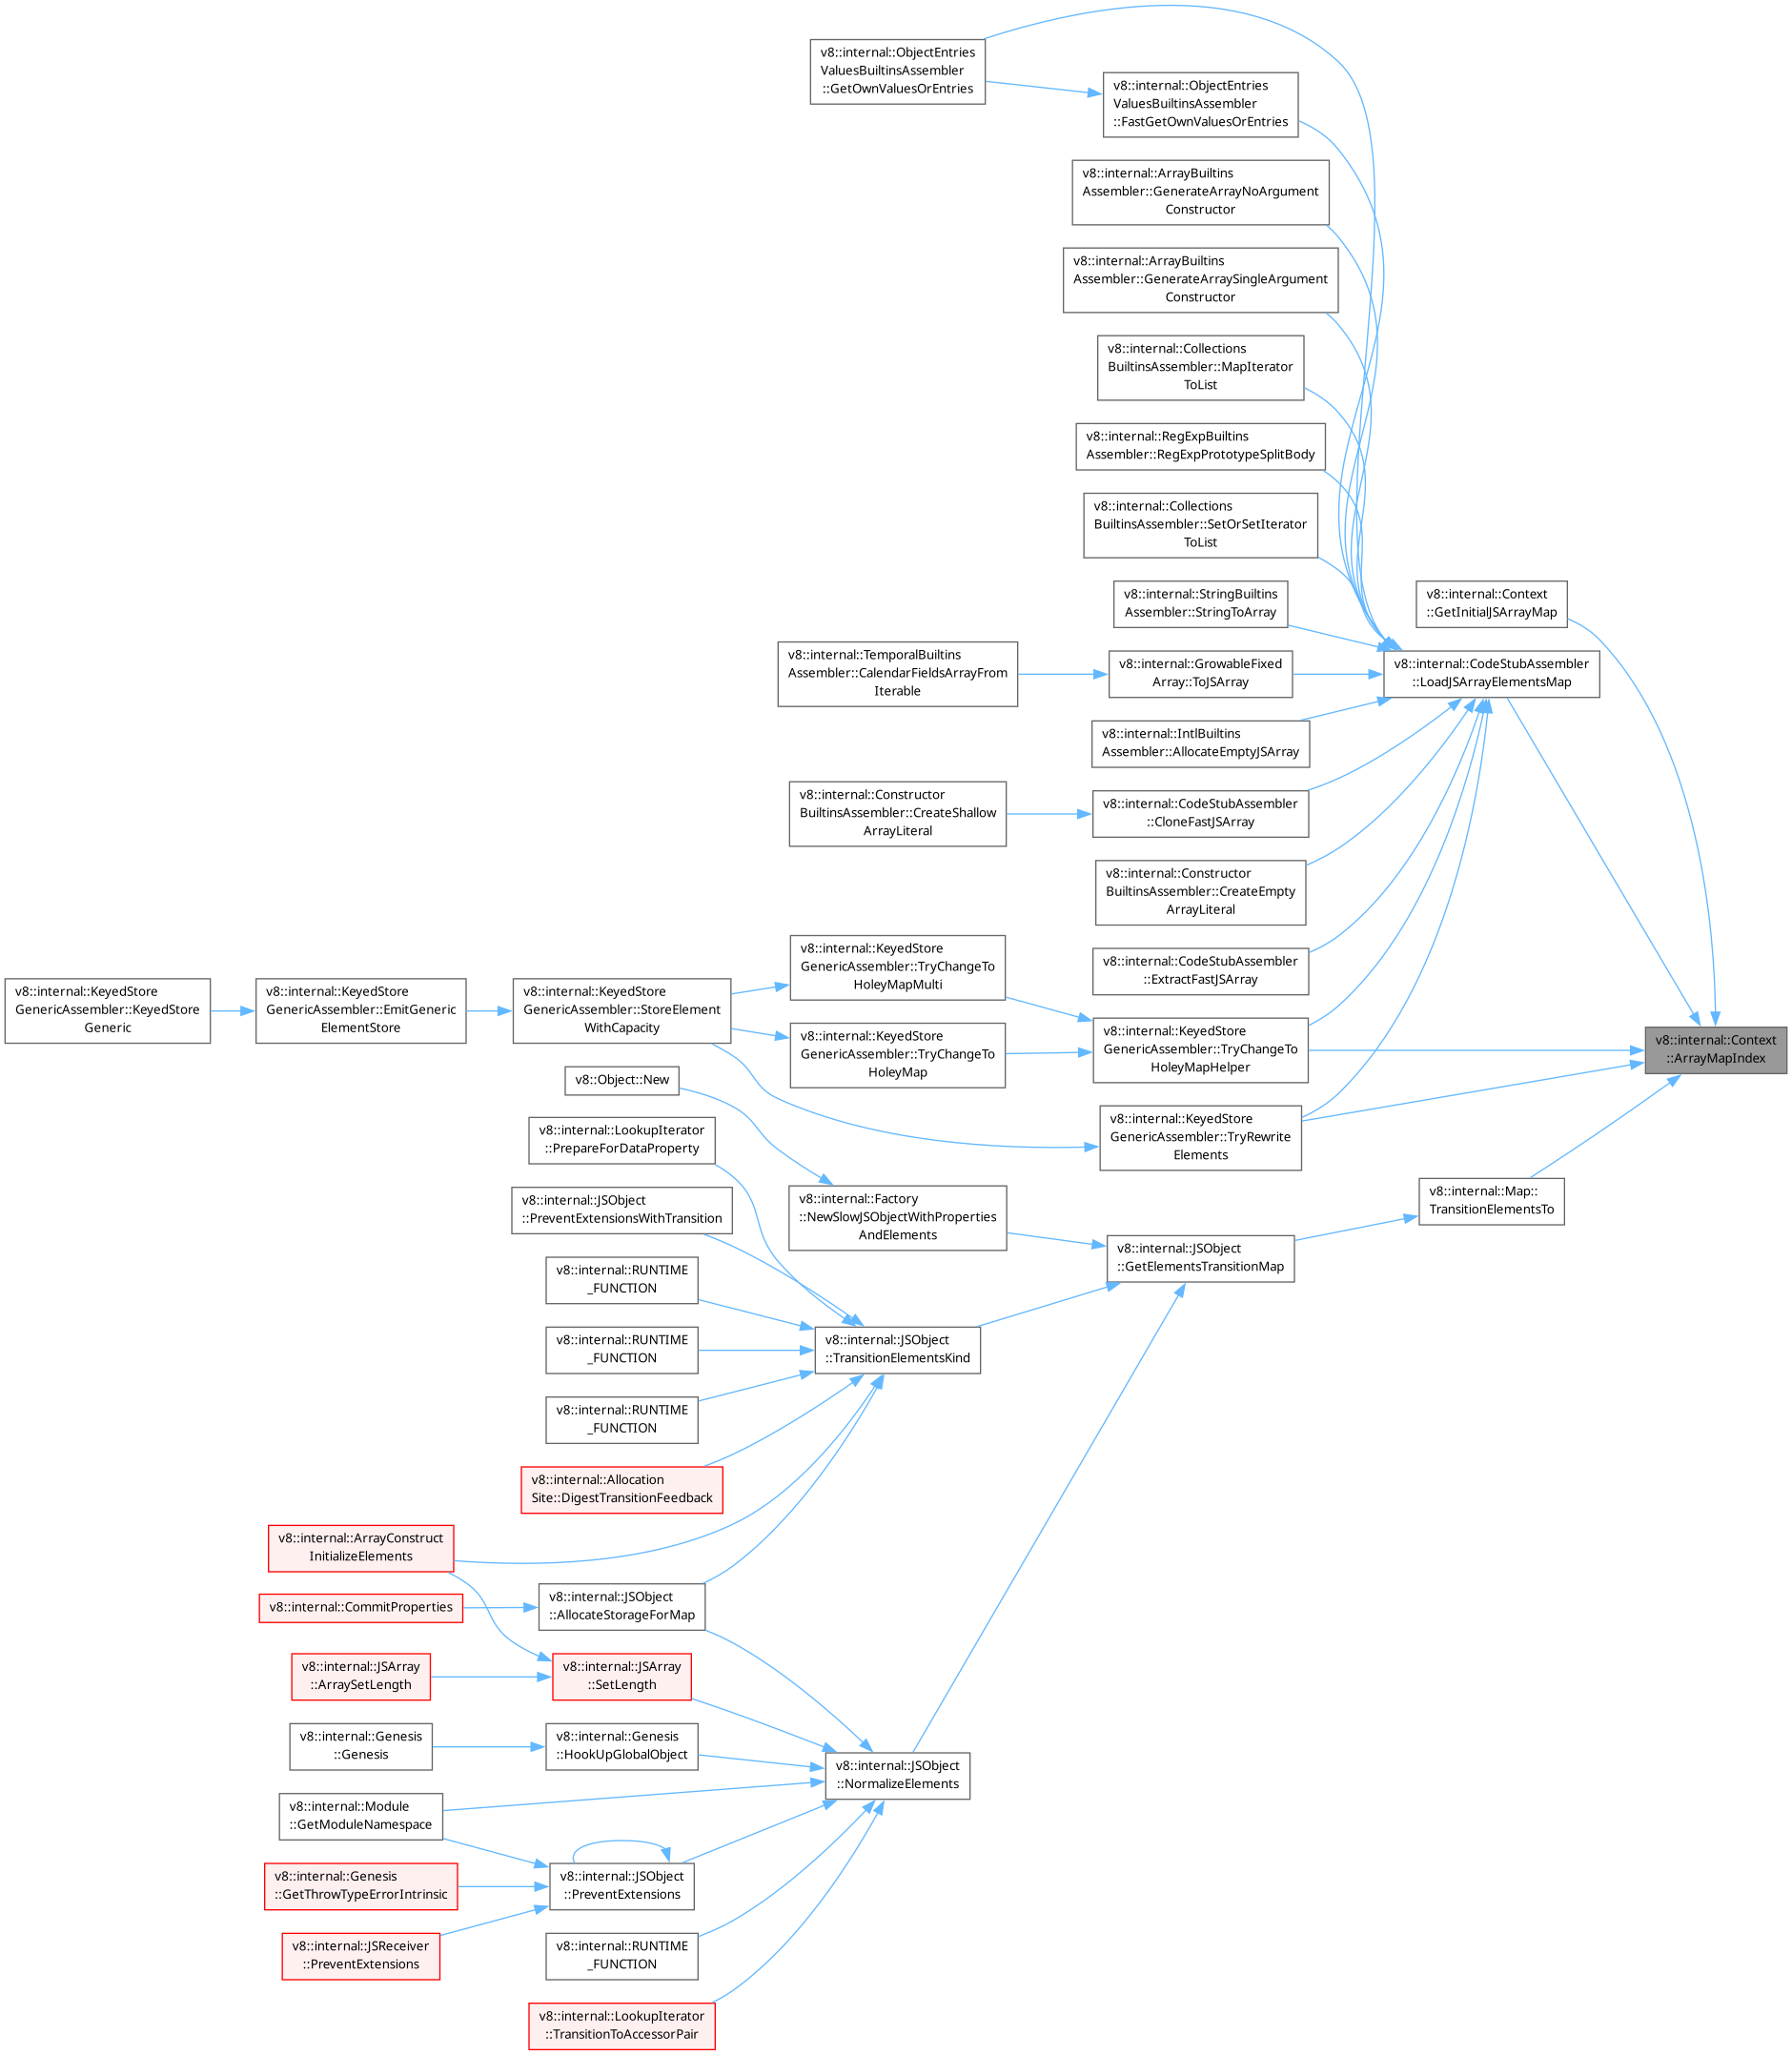 v8::internal::ObjectEntries
ValuesBuiltinsAssembler
::GetOwnValuesOrEntries
v8::internal::ObjectEntries
ValuesBuiltinsAssembler
::FastGetOwnValuesOrEntries
v8::internal::ArrayBuiltins
Assembler::GenerateArrayNoArgument
Constructor
v8::internal::ArrayBuiltins
Assembler::GenerateArraySingleArgument
Constructor
v8::internal::Collections
BuiltinsAssembler::MapIterator
ToList
v8::internal::RegExpBuiltins
Assembler::RegExpPrototypeSplitBody
v8::internal::Collections
BuiltinsAssembler::SetOrSetIterator
ToList
v8::internal::StringBuiltins
Assembler::StringToArray
v8::internal::Context
::GetInitialJSArrayMap
v8::internal::TemporalBuiltins
Assembler::CalendarFieldsArrayFrom
Iterable
v8::internal::GrowableFixed
Array::ToJSArray
v8::internal::CodeStubAssembler
::LoadJSArrayElementsMap
v8::internal::IntlBuiltins
Assembler::AllocateEmptyJSArray
v8::internal::Constructor
BuiltinsAssembler::CreateShallow
ArrayLiteral
v8::internal::CodeStubAssembler
::CloneFastJSArray
v8::internal::Constructor
BuiltinsAssembler::CreateEmpty
ArrayLiteral
v8::internal::CodeStubAssembler
::ExtractFastJSArray
v8::internal::KeyedStore
GenericAssembler::KeyedStore
Generic
v8::internal::KeyedStore
GenericAssembler::EmitGeneric
ElementStore
v8::internal::KeyedStore
GenericAssembler::StoreElement
WithCapacity
v8::internal::KeyedStore
GenericAssembler::TryChangeTo
HoleyMapMulti
v8::internal::KeyedStore
GenericAssembler::TryChangeTo
HoleyMap
v8::internal::KeyedStore
GenericAssembler::TryChangeTo
HoleyMapHelper
v8::internal::Context
::ArrayMapIndex
v8::Object::New
v8::internal::KeyedStore
GenericAssembler::TryRewrite
Elements
v8::internal::LookupIterator
::PrepareForDataProperty
v8::internal::JSObject
::PreventExtensionsWithTransition
v8::internal::Factory
::NewSlowJSObjectWithProperties
AndElements
v8::internal::Map::
TransitionElementsTo
v8::internal::JSObject
::GetElementsTransitionMap
v8::internal::RUNTIME
_FUNCTION
v8::internal::RUNTIME
_FUNCTION
v8::internal::JSObject
::TransitionElementsKind
v8::internal::RUNTIME
_FUNCTION
v8::internal::Allocation
Site::DigestTransitionFeedback
v8::internal::ArrayConstruct
InitializeElements
v8::internal::CommitProperties
v8::internal::JSObject
::AllocateStorageForMap
v8::internal::JSArray
::ArraySetLength
v8::internal::JSArray
::SetLength
v8::internal::Genesis
::Genesis
v8::internal::Genesis
::HookUpGlobalObject
v8::internal::JSObject
::NormalizeElements
v8::internal::Module
::GetModuleNamespace
v8::internal::Genesis
::GetThrowTypeErrorIntrinsic
v8::internal::JSObject
::PreventExtensions
v8::internal::JSReceiver
::PreventExtensions
v8::internal::RUNTIME
_FUNCTION
v8::internal::LookupIterator
::TransitionToAccessorPair